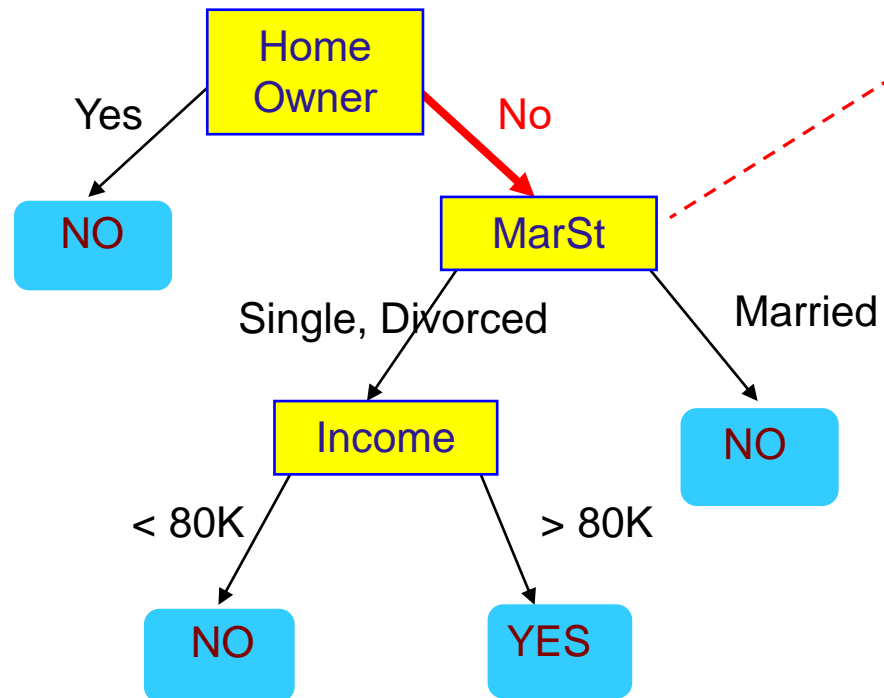 Home
Owner
Yes
No
NO
MarSt
Single, Divorced
Married
Income
NO
< 80K
> 80K
NO
YES